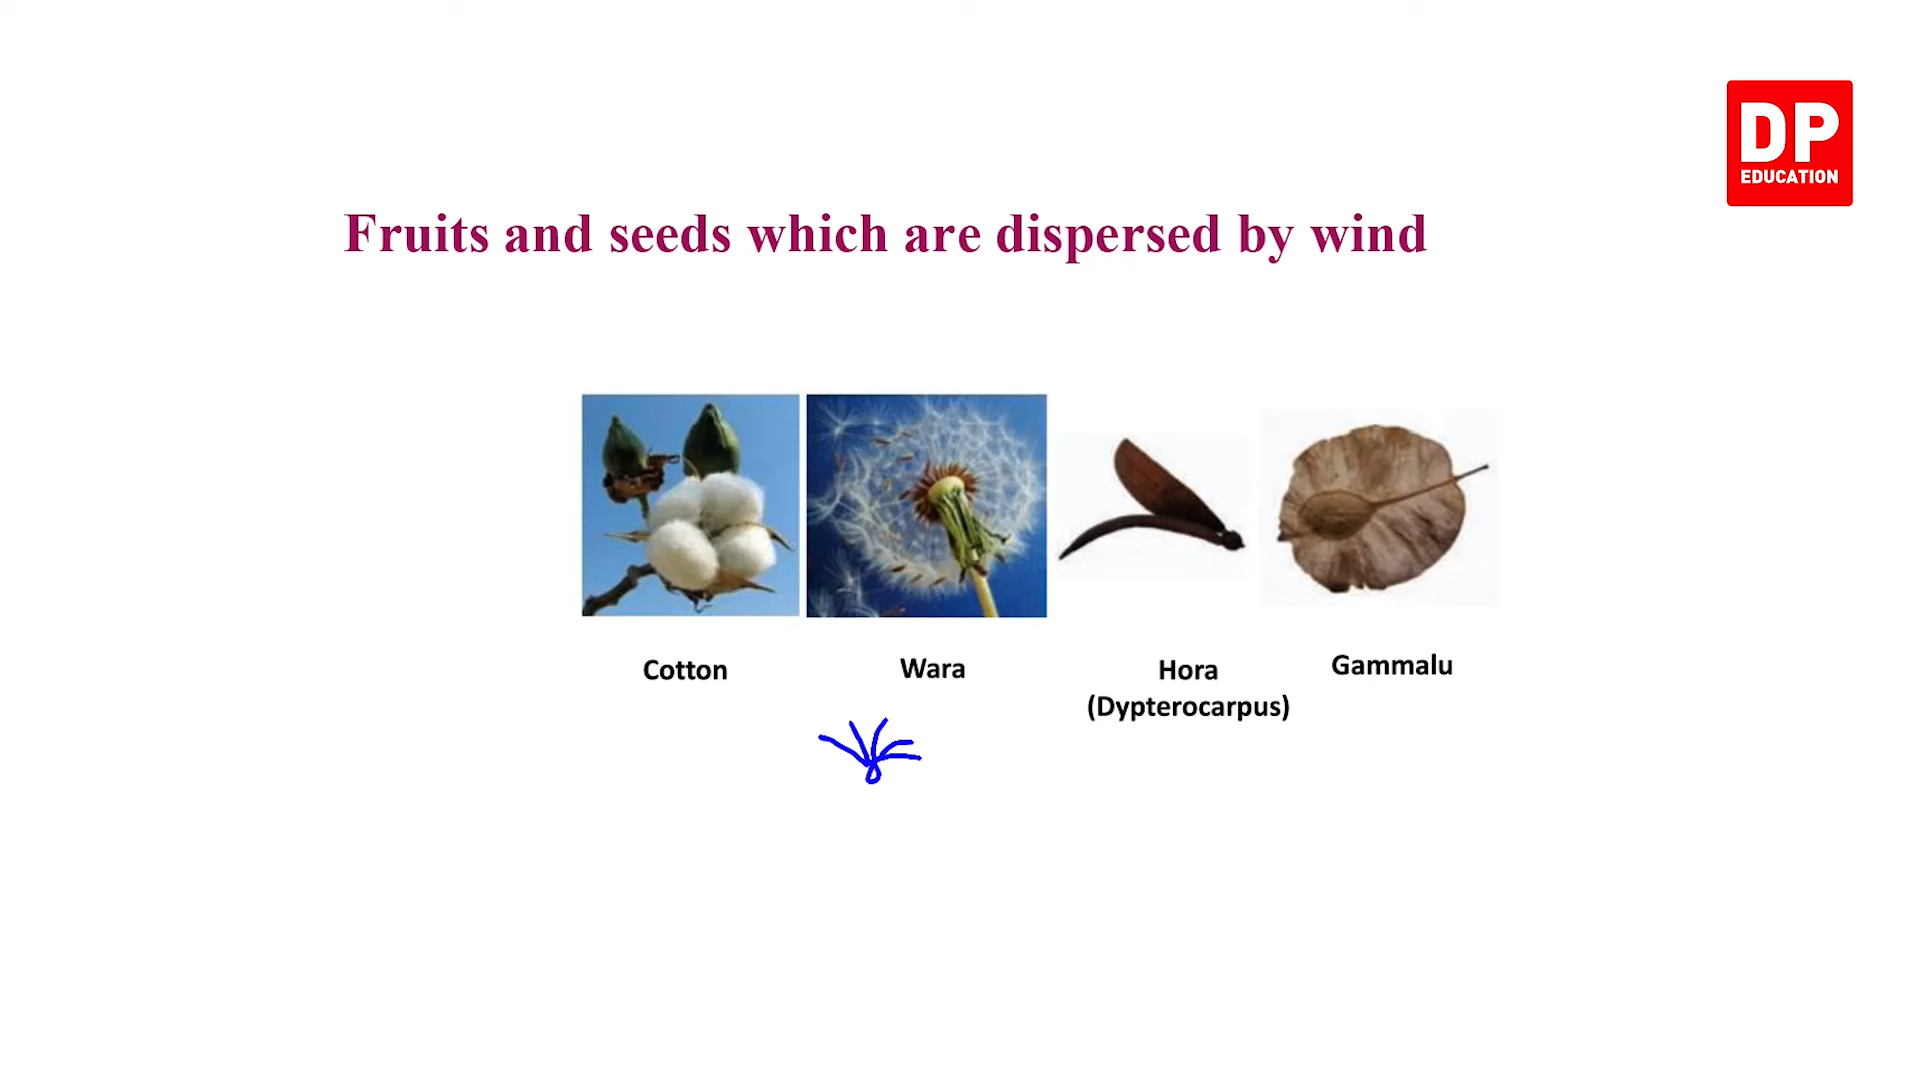 DP
EDUCATION
Fruits and seeds which are dispersed by wind
Cotton
Wara
Hora
(Dypterocarpus)
Gammalu